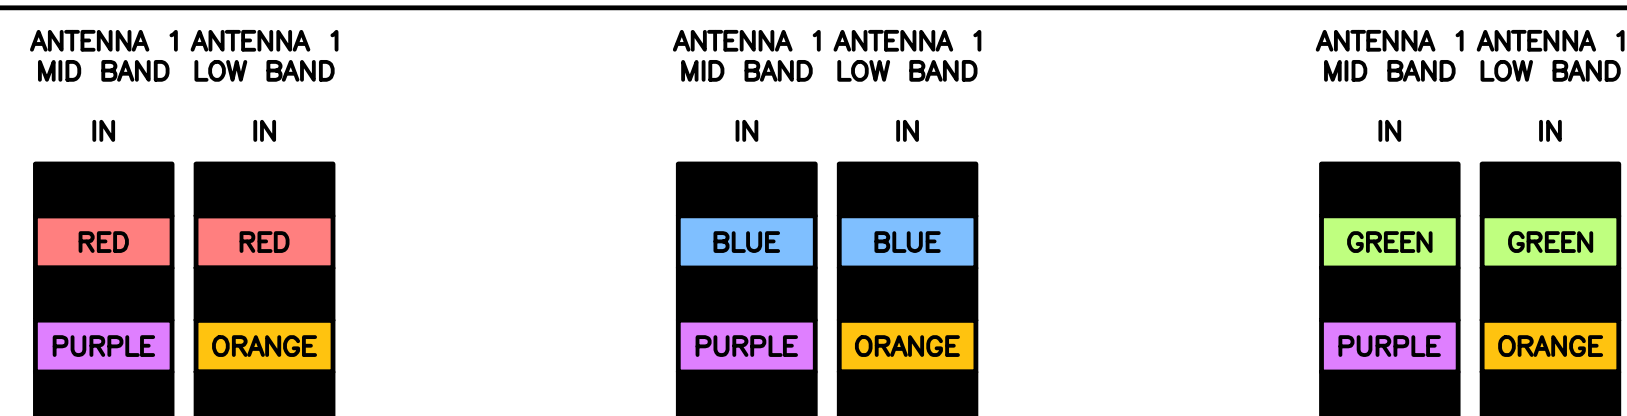 ANTENNA 1 ANTENNA 1 ANTENNA 1 ANTENNA 1 ANTENNA 1 ANTENNA 1
MID BAND LOW BAND MID BAND LOW BAND MID BAND LOW BAND
IN IN IN IN IN IN
RED RED BLUE BLUE GREEN GREEN
PURPLE ORANGE PURPLE ORANGE PURPLE ORANGE